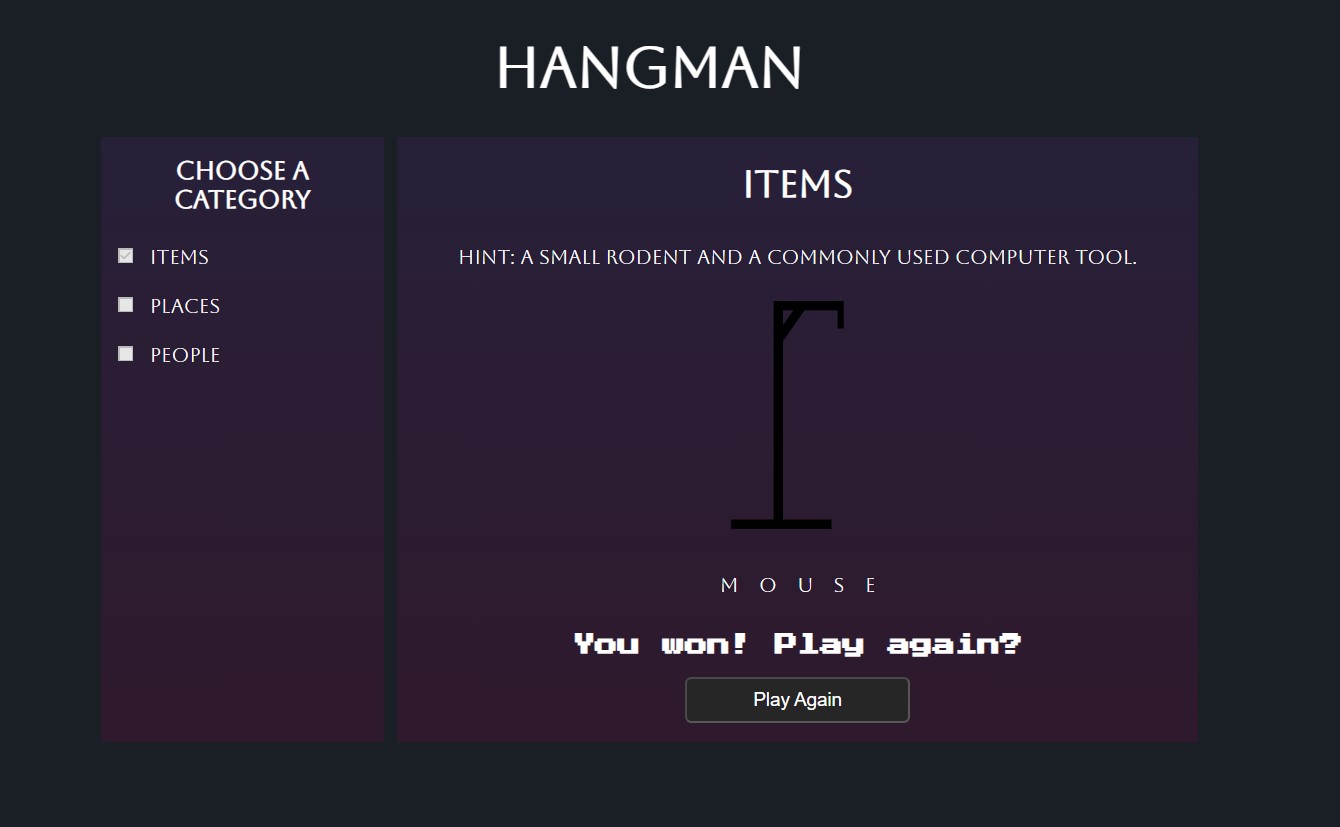 HANGMAN
CHOOSE A
CATEGORY
ITEMS
PLACES
PEOPLE
ITEMS
HINT: A SMALL RODENT AND A COMMONLY USED COMPUTER TOOL.
M O U S E
You won! Play again?
Play Again